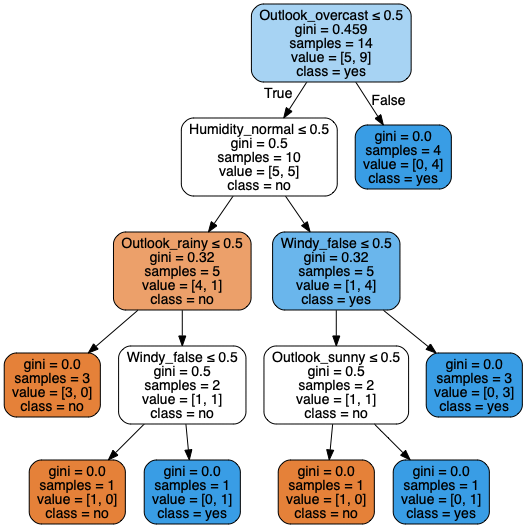 Outlook_overcast ≤ 0.5
gini = 0.459
samples = 14
value = [5, 9]
class = yes
True
False
Humidity_normal ≤ 0.5
gini = 0.5
samples = 10
value = [5, 5]
class = no
gini = 0.0
samples = 4
value = [0, 4]
class = yes
Outlook_rainy ≤ 0.5
gini = 0.32
samples = 5
value = [4, 1]
class = no
Windy_false ≤ 0.5
gini = 0.32
samples = 5
value = [1, 4]
class = yes
gini = 0.0
samples = 3
value = [3, 0]
class = no
Windy_false ≤ 0.5
gini = 0.5
samples = 2
value = [1, 1]
class = no
Outlook_sunny ≤ 0.5
gini = 0.5
samples = 2
value = [1, 1]
class = no
gini = 0.0
samples = 3
value = [0, 3]
class = yes
gini = 0.0
samples = 1
value = [1, 0]
class = no
gini = 0.0
samples = 1
value = [0, 1]
class = yes
gini = 0.0
samples = 1
value = [1, 0]
class = no
gini = 0.0
samples = 1
value = [0, 1]
class = yes